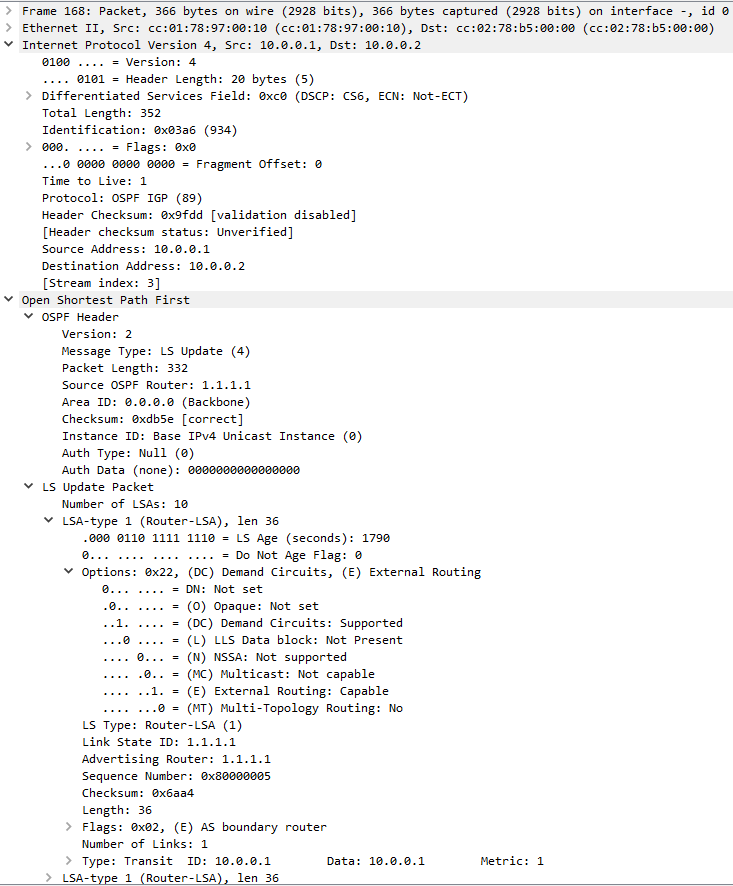 Frame 168: Packet, 366 bytes on wire (2928 bits), 366 bytes captured (2928 bits) on interface -, id 0
Ethernet II, Src: cc:01:78:97:00:10 (cc:01:78:97:00:10), Dst: cc:02:78:b5:00:00 (cc:02:78:b5:00:00)
Internet Protocol Version 4, Src: 10.0.0.1, Dst: 10.0.0.2
0100 .... = Version: 4
.... 0101 = Header Length: 20 bytes (5)
Differentiated Services Field: 0xc0 (DSCP: CS6, ECN: Not-ECT)
Total Length: 352
Identification: 0x03a6 (934)
000. .... = Flags: 0x0
...0 0000 0000 0000 = Fragment Offset: 0
Time to Live: 1
Protocol: OSPF IGP (89)
Header Checksum: 0x9fdd [validation disabled]
[Header checksum status: Unverified]
Source Address: 10.0.0.1
Destination Address: 10.0.0.2
[Stream index: 3]
Open Shortest Path First
OSPF Header
Version: 2
Message Type: LS Update (4)
Packet Length: 332
Source OSPF Router: 1.1.1.1
Area ID: 0.0.0.0 (Backbone)
Checksum: 0xdb5e [correct]
Instance ID: Base IPv4 Unicast Instance (0)
Auth Type: Null (0)
Auth Data (none): 0000000000000000
LS Update Packet
Number of LSAs: 10
LSA-type 1 (Router-LSA), len 36
.000 0110 1111 1110 = LS Age (seconds): 1790
0... .... .... .... = Do Not Age Flag: 0
Options: 0x22, (DC) Demand Circuits, (E) External Routing
0... .... = DN: Not set
.0.. .... = (O) Opaque: Not set
..1. .... = (DC) Demand Circuits: Supported
...0 .... = (L) LLS Data block: Not Present
.... 0... = (N) NSSA: Not supported
.... .0.. = (MC) Multicast: Not capable
.... ..1. = (E) External Routing: Capable
.... ...0 = (MT) Multi-Topology Routing: No
LS Type: Router-LSA (1)
Link State ID: 1.1.1.1
Advertising Router: 1.1.1.1
Sequence Number: 0x80000005
Checksum: 0x6aa4
Length: 36
Flags: 0x02, (E) AS boundary router
Number of Links: 1
Type: Transit  ID: 10.0.0.1        Data: 10.0.0.1        Metric: 1
LSA-type 1 (Router-LSA), len 36